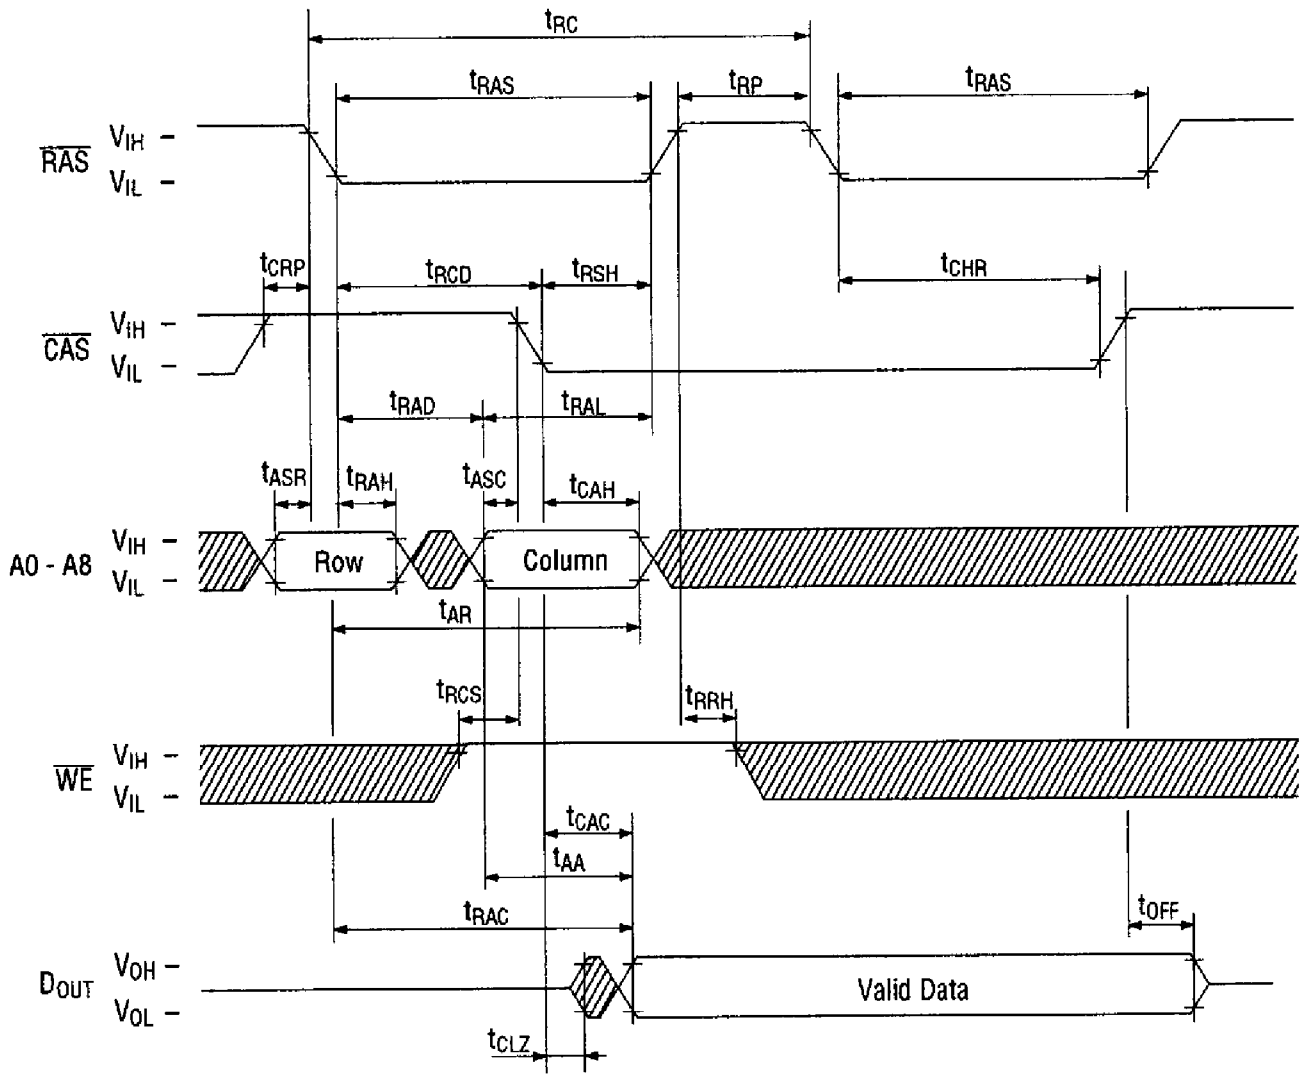 tRC
tRAS tRP tRAS
RAS VIH –
VIL –
tCRP tRCD tRSH tCHR
CAS VIH –
VIL –
tRAD tRAL
tASR tRAH tASC tCAH
A0 - A8 VIH – Row Column
VIL –
tAR
tRCS tRRH
WE VIH –
VIL –
tCAC
tAA
tRAC tOFF
DOUT VOH – Valid Data
VOL –
tCLZ